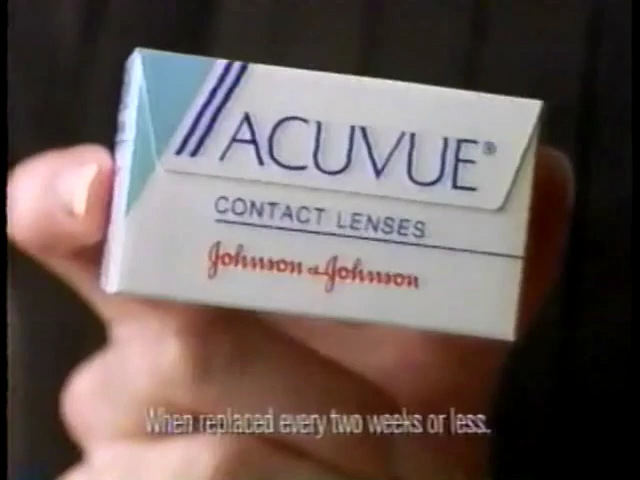 ACUVUE®
CONTACT LENSES
Johnson & Johnson
When replaced every two weeks or less.